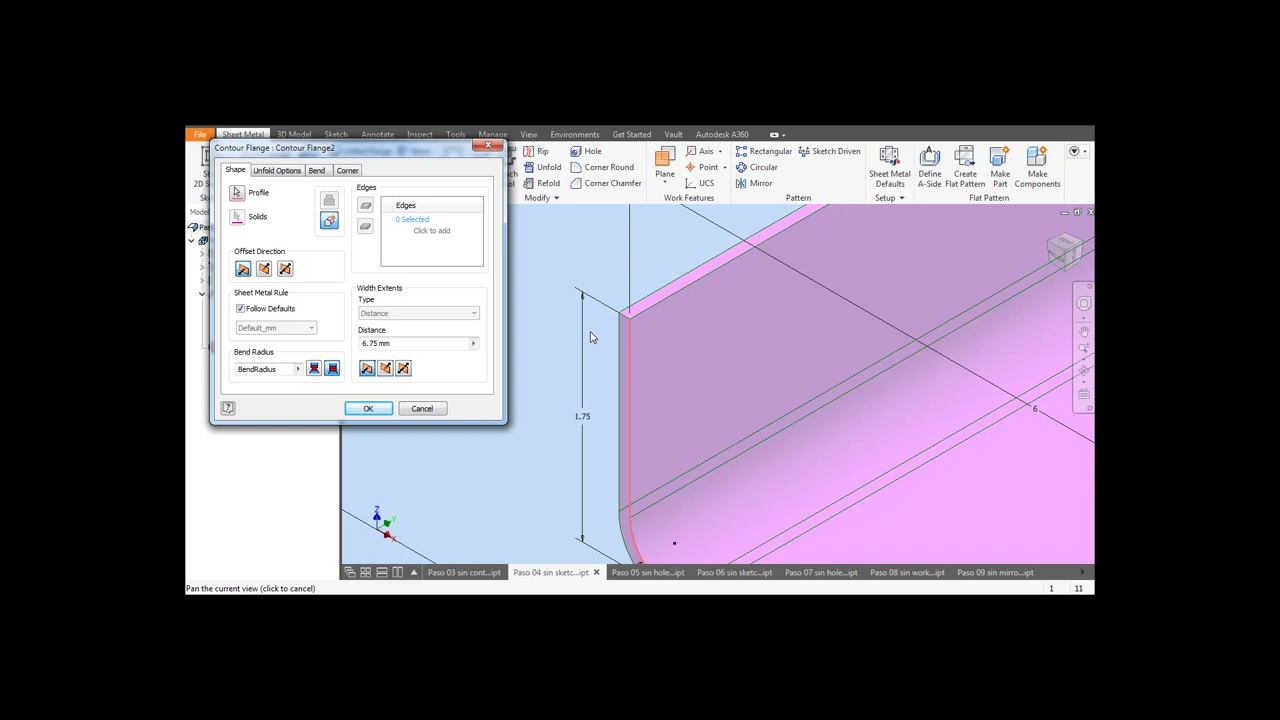 File Sheet Metal 3D Model Sketch Annotate Inspect Tools Manage Environments Get Started Vault Autodesk A360
Contour Flange : Contour Flange2
Rip Hole
Unfold Corner Round
Refold Corner Chamfer
Modify
Plane
Axis Rectangular Sketch Driven
Point Circular
UCS Mirror
Work Features Pattern
Sheet Metal Defaults
Define A-Side
Create Flat Pattern
Make Part
Make Components
Setup Flat Pattern
Shape Unfold Options Bend Corner
Profile
Solids
Edges
Edges
0 Selected
Click to add
Offset Direction
Sheet Metal Rule
Follow Defaults
Default_mm
Bend Radius
BendRadius
Width Extents
Type
Distance
Distance
6.75 mm
OK Cancel
FRONT
1.75
6
Z
Y
X
Paso 03 sin cont...ipt Paso 04 sin sketc...ipt Paso 05 sin hole...ipt Paso 06 sin sketc...ipt Paso 07 sin hole...ipt Paso 08 sin work...ipt Paso 09 sin mirro...ipt
Pan the current view (click to cancel) 1 11